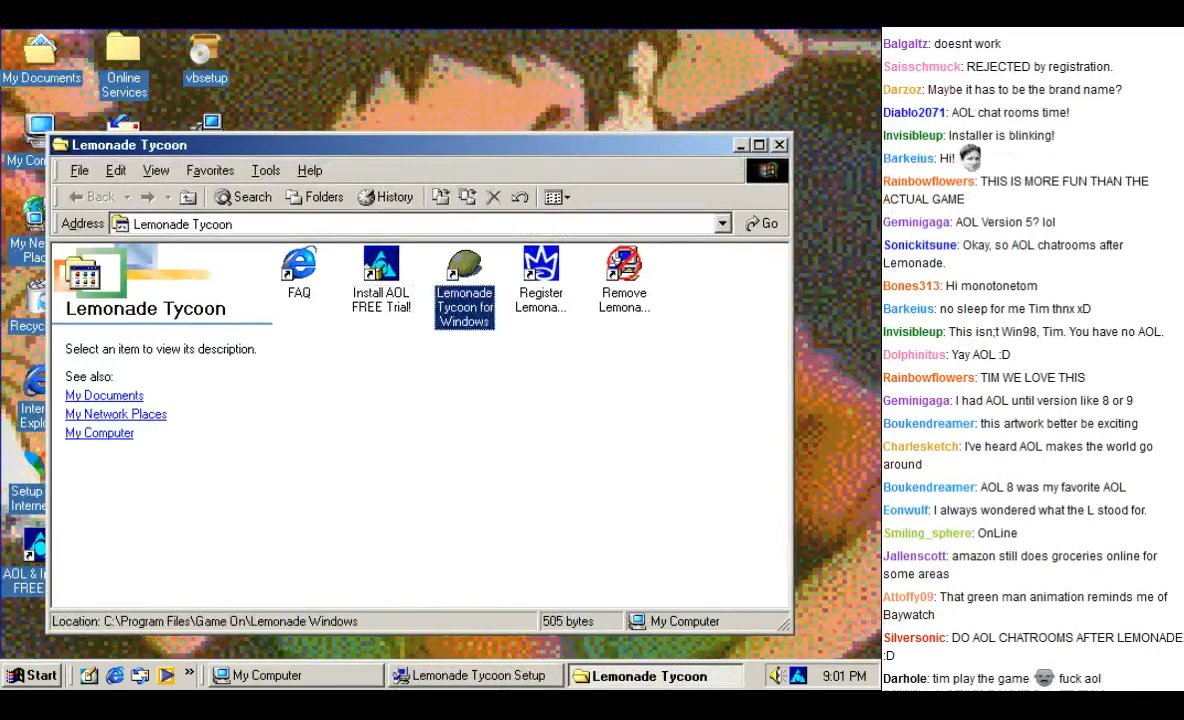 My Documents
Online
Services
vbsetup
My Com
My Ne
Plac
Recyc
Inter
Expl
Setup
Interne
AOL & I
FREE
Lemonade Tycoon
File Edit View Favorites Tools Help
Back Search Folders History
Address Lemonade Tycoon Go
Lemonade Tycoon
Select an item to view its description.
See also:
My Documents
My Network Places
My Computer
FAQ
Install AOL
FREE Trial!
Lemonade
Tycoon for
Windows
Register
Lemona...
Remove
Lemona...
Location: C:\Program Files\Game On\Lemonade Windows 505 bytes My Computer
Start » My Computer Lemonade Tycoon Setup Lemonade Tycoon 9:01 PM
Balgaltz: doesnt work
Saisschmuck: REJECTED by registration.
Darzoz: Maybe it has to be the brand name?
Diablo2071: AOL chat rooms time!
Invisibleup: Installer is blinking!
Barkeius: Hi!
Rainbowflowers: THIS IS MORE FUN THAN THE
ACTUAL GAME
Geminigaga: AOL Version 5? lol
Sonickitsune: Okay, so AOL chatrooms after
Lemonade.
Bones313: Hi monotonetom
Barkeius: no sleep for me Tim thnx xD
Invisibleup: This isn;t Win98, Tim. You have no AOL.
Dolphinitus: Yay AOL :D
Rainbowflowers: TIM WE LOVE THIS
Geminigaga: I had AOL until version like 8 or 9
Boukendreamer: this artwork better be exciting
Charlesketch: I've heard AOL makes the world go
around
Boukendreamer: AOL 8 was my favorite AOL
Eonwulf: I always wondered what the L stood for.
Smiling_sphere: OnLine
Jallenscott: amazon still does groceries online for
some areas
Attoffy09: That green man animation reminds me of
Baywatch
Silversonic: DO AOL CHATROOMS AFTER LEMONADE
:D
Darhole: tim play the game fuck aol